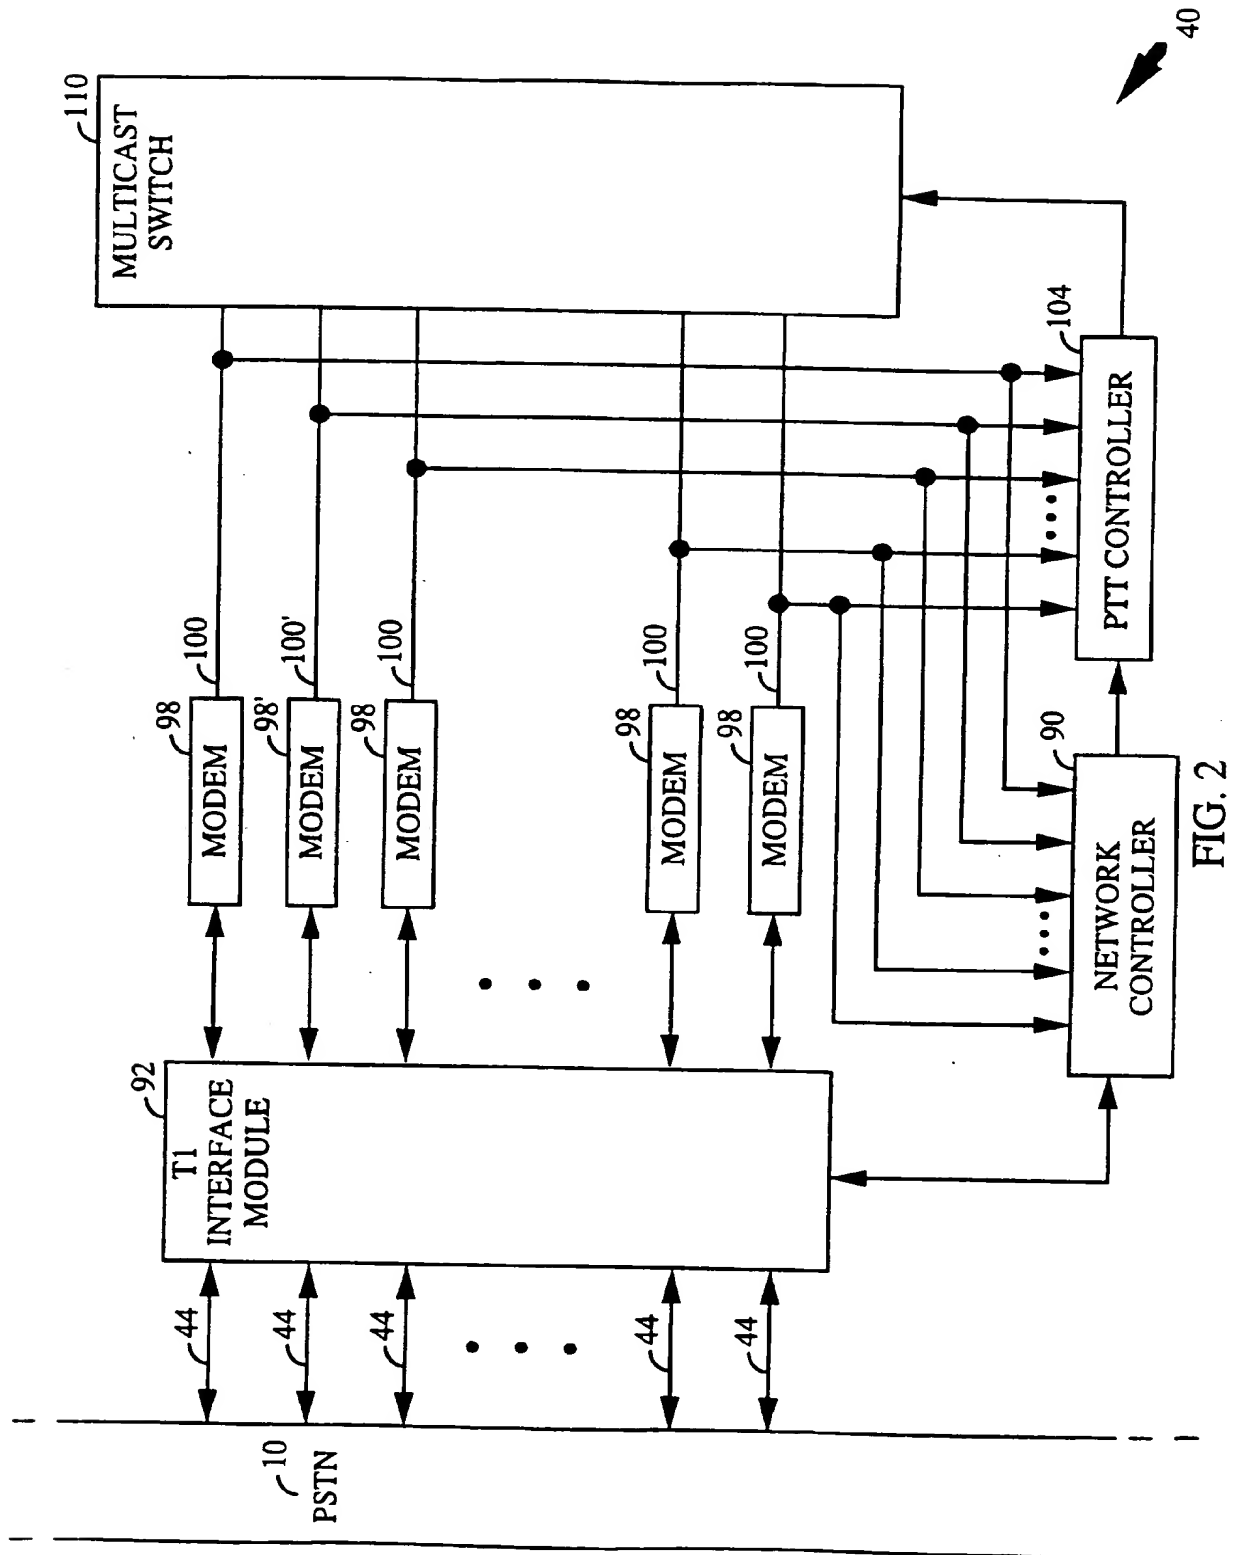 10
PSTN
44
44
44
44
44
92
T1
INTERFACE
MODULE
98
MODEM
100
98'
MODEM
100'
98
MODEM
100
98
MODEM
100
98
MODEM
100
110
MULTICAST
SWITCH
90
NETWORK
CONTROLLER
104
PTT CONTROLLER
40
FIG. 2